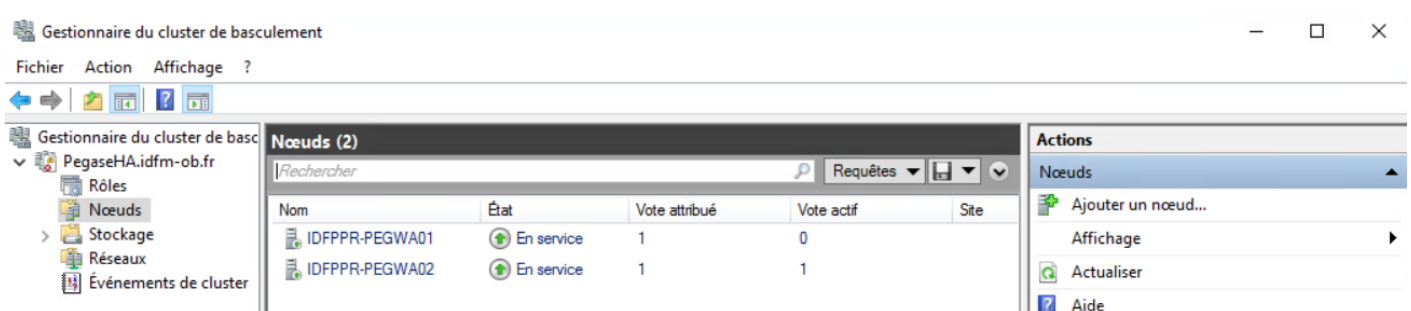 Gestionnaire du cluster de basculement
Fichier Action Affichage ?
Gestionnaire du cluster de basc
PegaseHA.idfm-ob.fr
Rôles
Nœuds
Stockage
Réseaux
Événements de cluster
Nœuds (2)
Rechercher
Requêtes
Nom État Vote attribué Vote actif Site
IDFPPR-PEGWA01 En service 1 0
IDFPPR-PEGWA02 En service 1 1
Actions
Nœuds
Ajouter un nœud...
Affichage
Actualiser
Aide